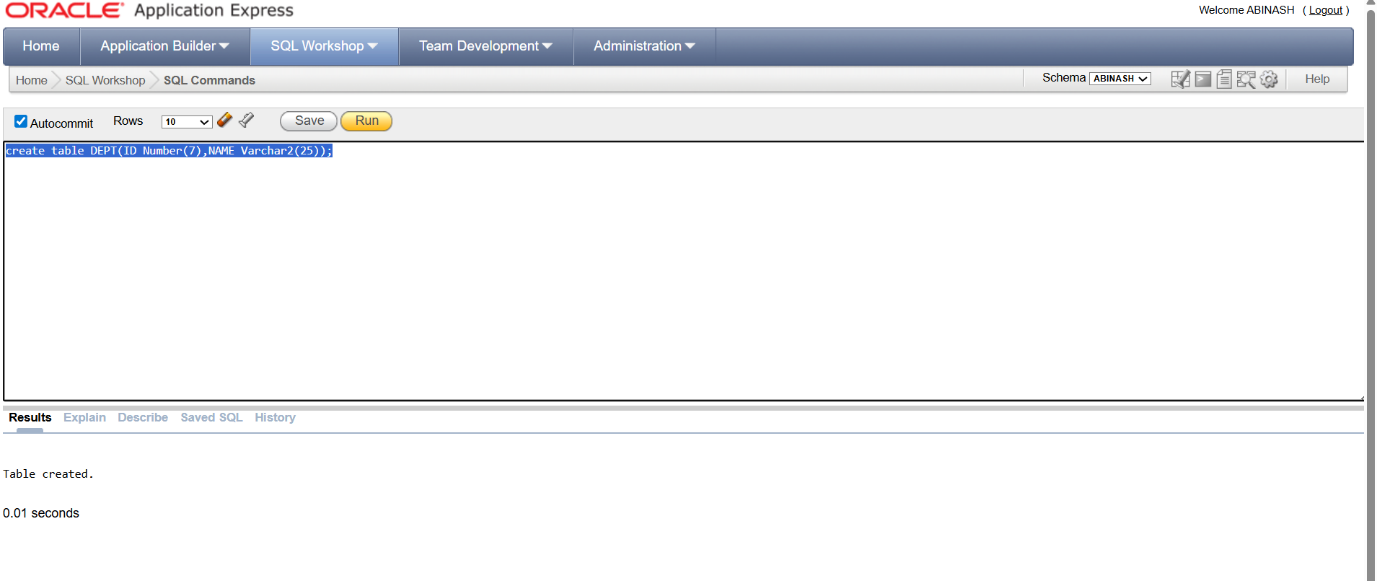 ORACLE® Application Express
Welcome ABINASH ( Logout )
Home Application Builder SQL Workshop Team Development Administration
Home SQL Workshop SQL Commands Schema ABINASH Help
Autocommit Rows 10 Save Run
create table DEPT(ID Number(7),NAME Varchar2(25));
Results Explain Describe Saved SQL History
Table created.
0.01 seconds